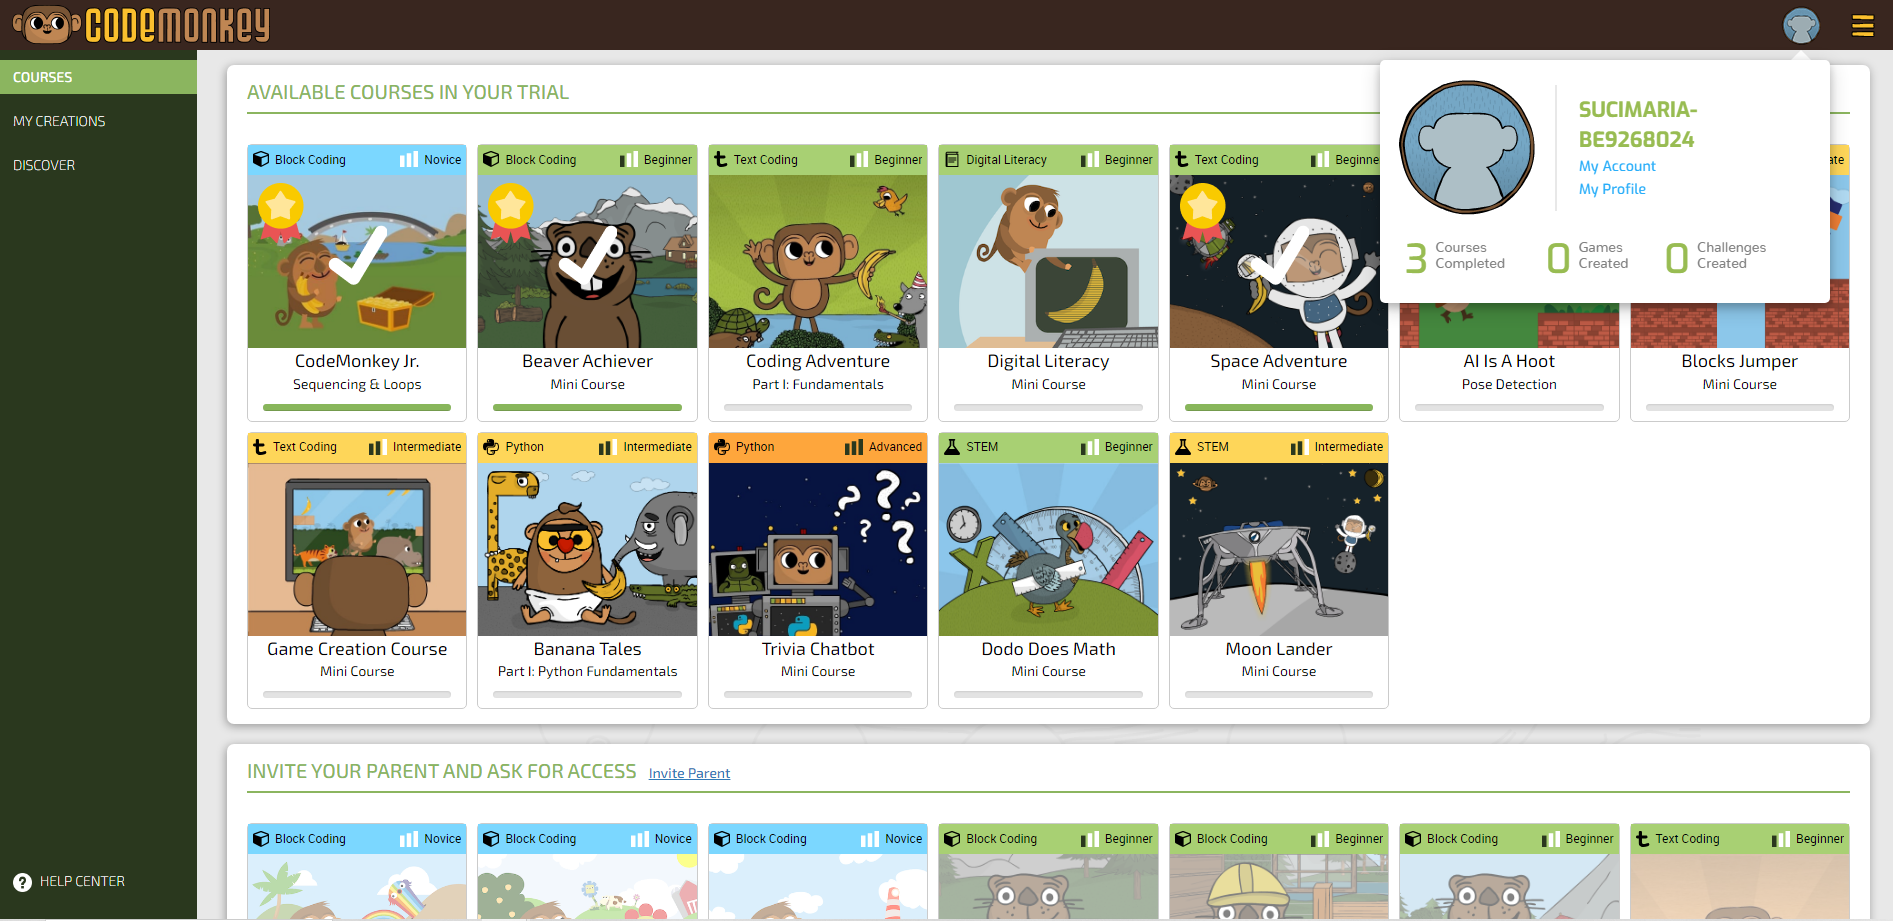 CODEMONKEY
COURSES
MY CREATIONS
DISCOVER
HELP CENTER
AVAILABLE COURSES IN YOUR TRIAL
SUCIMARIA-
BE9268024
My Account
My Profile
3 Courses Completed
0 Games Created
0 Challenges Created
Block Coding Novice
CodeMonkey Jr.
Sequencing & Loops
Block Coding Beginner
Beaver Achiever
Mini Course
Text Coding Beginner
Coding Adventure
Part I: Fundamentals
Digital Literacy Beginner
Digital Literacy
Mini Course
Text Coding Beginne
Space Adventure
Mini Course
AI Is A Hoot
Pose Detection
ate
Blocks Jumper
Mini Course
Text Coding Intermediate
Game Creation Course
Mini Course
Python Intermediate
Banana Tales
Part I: Python Fundamentals
Python Advanced
Trivia Chatbot
Mini Course
STEM Beginner
Dodo Does Math
Mini Course
STEM Intermediate
Moon Lander
Mini Course
INVITE YOUR PARENT AND ASK FOR ACCESS Invite Parent
Block Coding Novice
Block Coding Novice
Block Coding Novice
Block Coding Beginner
Block Coding Beginner
Block Coding Beginner
Text Coding Beginner